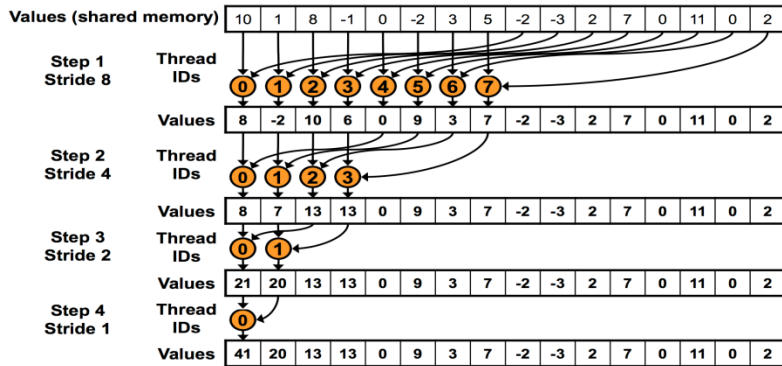 Values (shared memory) 10 1 8 -1 0 -2 3 5 -2 -3 2 7 0 11 0 2
Step 1 Thread
Stride 8 IDs 0 1 2 3 4 5 6 7
Values 8 -2 10 6 0 9 3 7 -2 -3 2 7 0 11 0 2
Step 2 Thread
Stride 4 IDs 0 1 2 3
Values 8 7 13 13 0 9 3 7 -2 -3 2 7 0 11 0 2
Step 3 Thread
Stride 2 IDs 0 1
Values 21 20 13 13 0 9 3 7 -2 -3 2 7 0 11 0 2
Step 4 Thread
Stride 1 IDs 0
Values 41 20 13 13 0 9 3 7 -2 -3 2 7 0 11 0 2